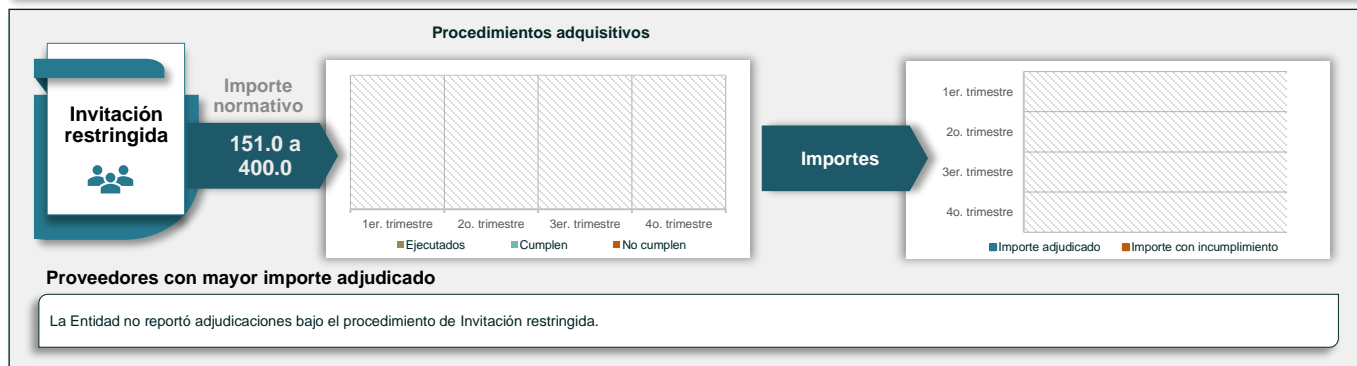 Procedimientos adquisitivos
Invitación
restringida
Importe
normativo
151.0 a
400.0
1er. trimestre 2o. trimestre 3er. trimestre 4o. trimestre
Ejecutados Cumplen No cumplen
Importes
1er. trimestre
2o. trimestre
3er. trimestre
4o. trimestre
Importe adjudicado Importe con incumplimiento
Proveedores con mayor importe adjudicado
La Entidad no reportó adjudicaciones bajo el procedimiento de Invitación restringida.